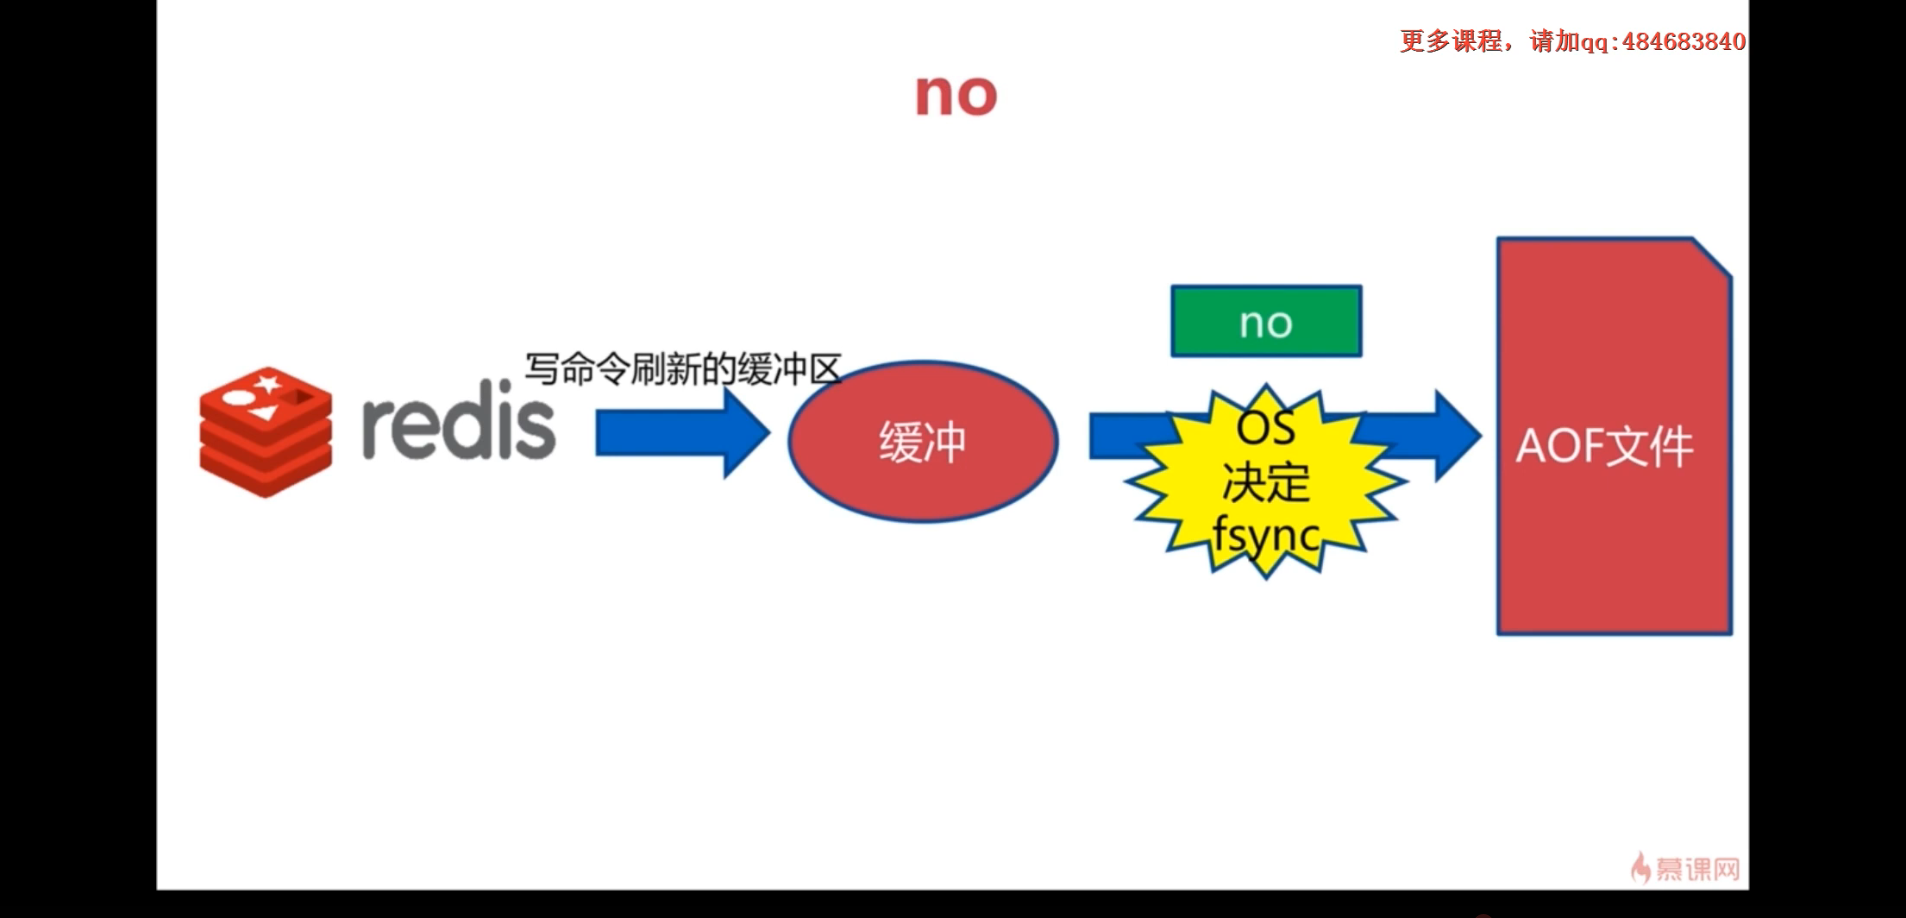 更多课程，请加qq:484683840
no
no
写命令刷新的缓冲区
redis
缓冲
OS
决定
fsync
AOF文件
慕课网